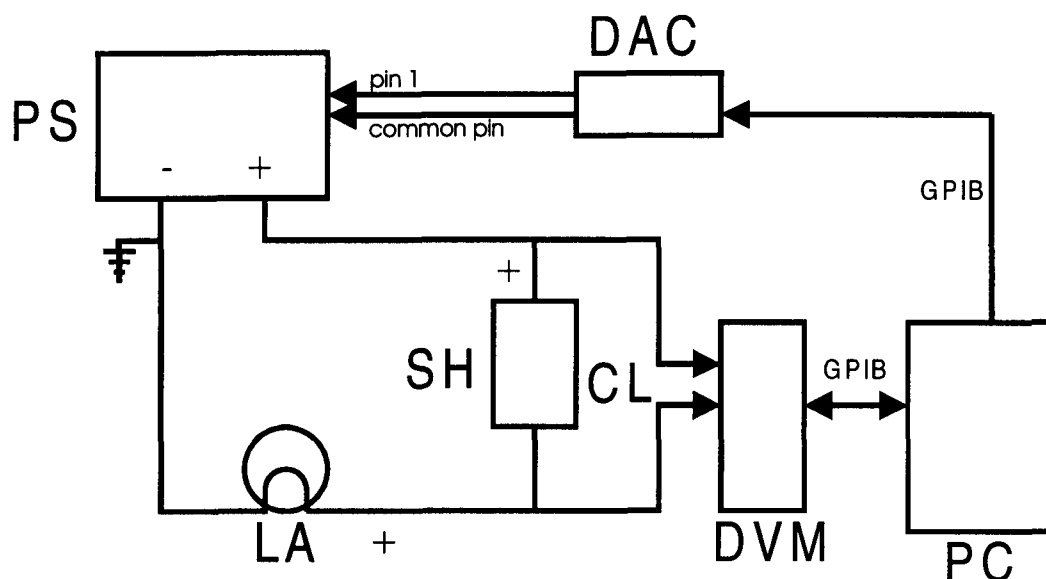 DAC
pin 1
PS
common pin
- +
GPIB
+
SH
CL
GPIB
LA
+
DVM
PC